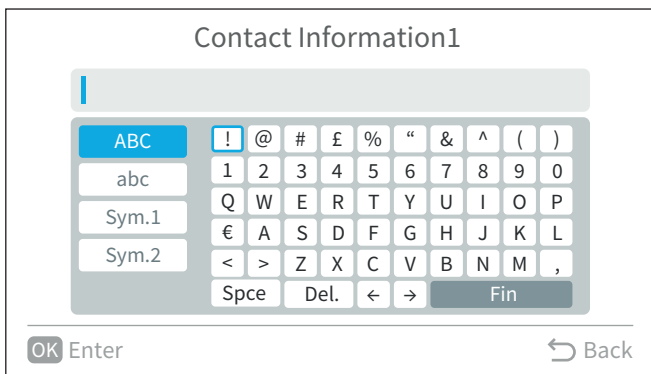 Contact Information1
ABC ! @ # £ % “ & ^ ( )
abc 1 2 3 4 5 6 7 8 9 0
Q W E R T Y U I O P
Sym.1 € A S D F G H J K L
Sym.2 < > Z X C V B N M ,
Spce Del. ← → Fin
OK Enter Back